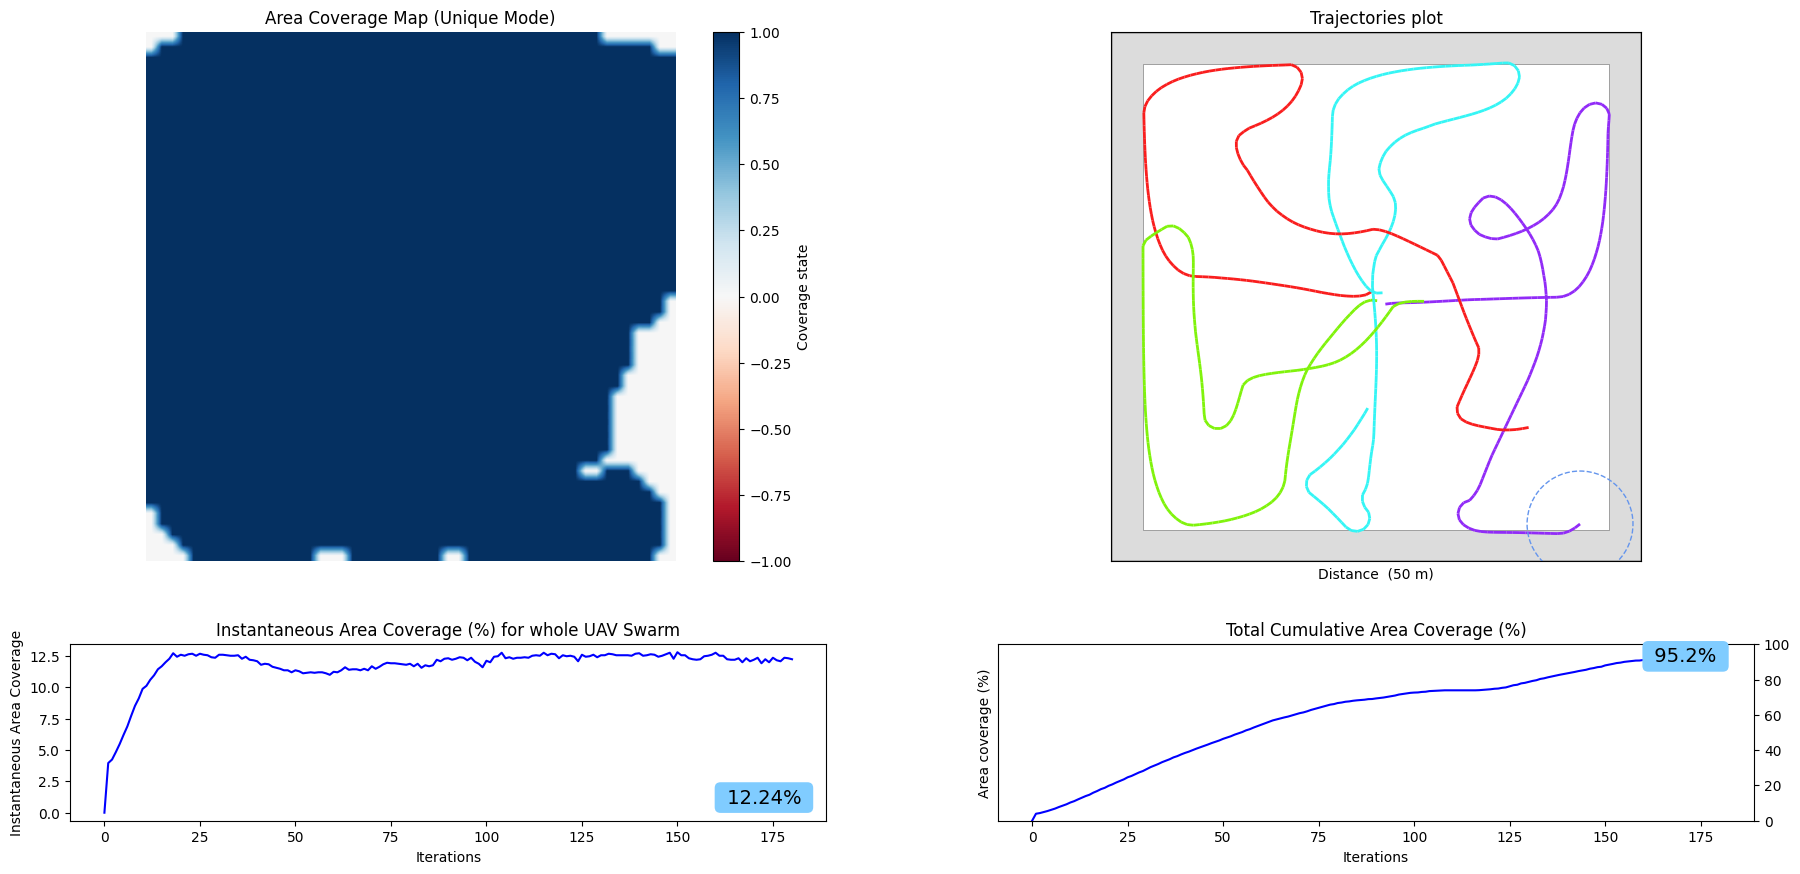 Area Coverage Map (Unique Mode)
1.00
0.75
0.50
0.25
0.00
−0.25
−0.50
−0.75
−1.00
Coverage state
Trajectories plot
Distance  (50 m)
Instantaneous Area Coverage (%) for whole UAV Swarm
Instantaneous Area Coverage
12.5
10.0
7.5
5.0
2.5
0.0
12.24%
0 25 50 75 100 125 150 175
Iterations
Total Cumulative Area Coverage (%)
Area coverage (%)
95.2%
100
80
60
40
20
0
0 25 50 75 100 125 150 175
Iterations